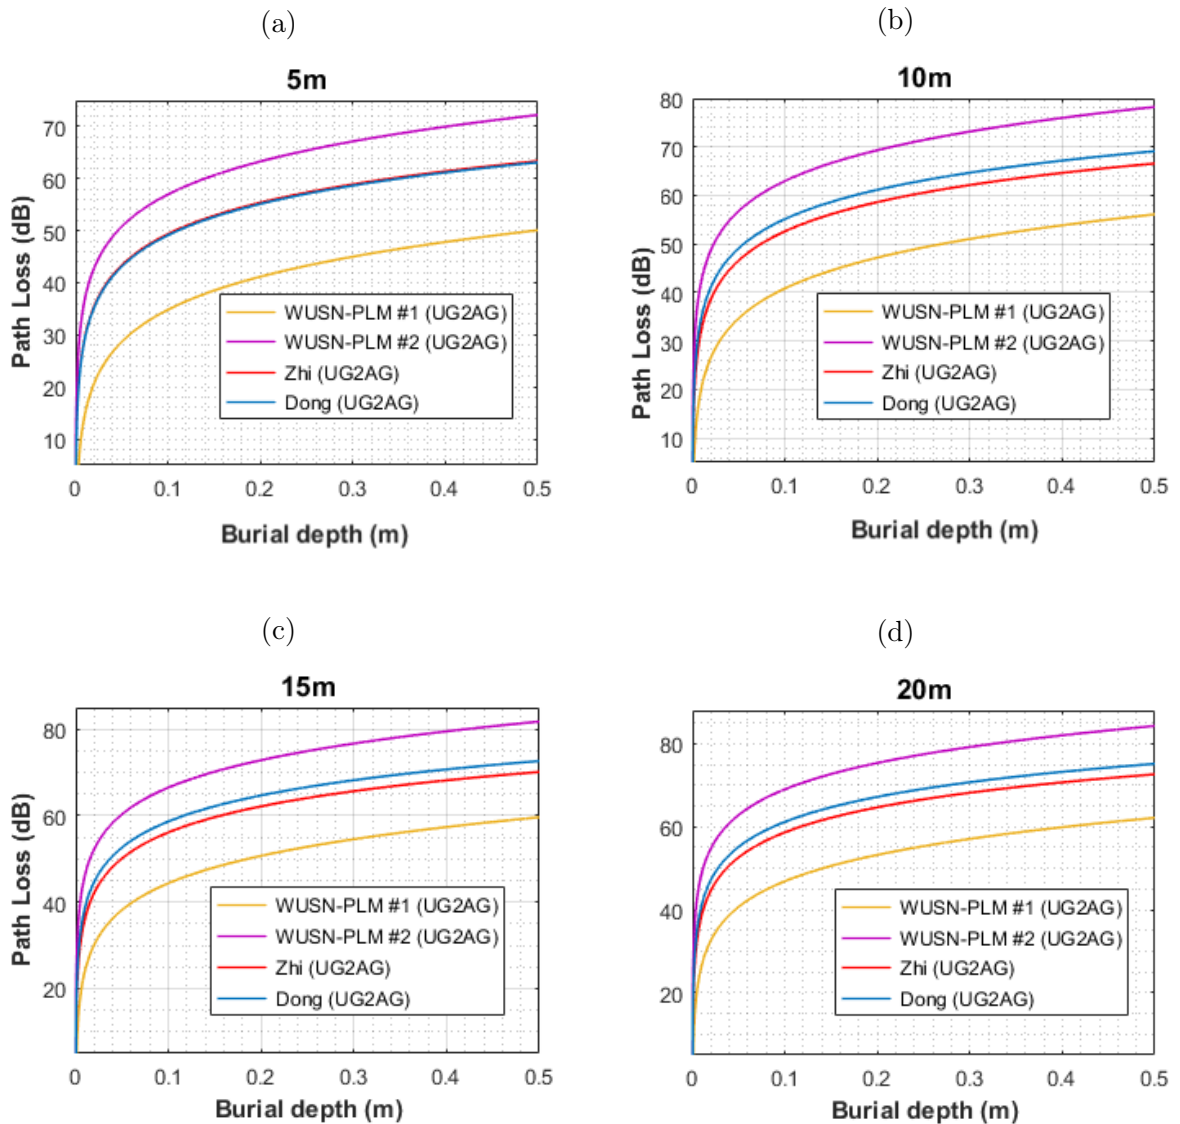 (a)
5m
Path Loss (dB)
70
60
50
40
30
20
10
WUSN-PLM #1 (UG2AG)
WUSN-PLM #2 (UG2AG)
Zhi (UG2AG)
Dong (UG2AG)
0 0.1 0.2 0.3 0.4 0.5
Burial depth (m)
(b)
10m
Path Loss (dB)
80
70
60
50
40
30
20
10
WUSN-PLM #1 (UG2AG)
WUSN-PLM #2 (UG2AG)
Zhi (UG2AG)
Dong (UG2AG)
0 0.1 0.2 0.3 0.4 0.5
Burial depth (m)
(c)
15m
Path Loss (dB)
80
60
40
20
WUSN-PLM #1 (UG2AG)
WUSN-PLM #2 (UG2AG)
Zhi (UG2AG)
Dong (UG2AG)
0 0.1 0.2 0.3 0.4 0.5
Burial depth (m)
(d)
20m
80
60
40
20
WUSN-PLM #1 (UG2AG)
WUSN-PLM #2 (UG2AG)
Zhi (UG2AG)
Dong (UG2AG)
0 0.1 0.2 0.3 0.4 0.5
Burial depth (m)